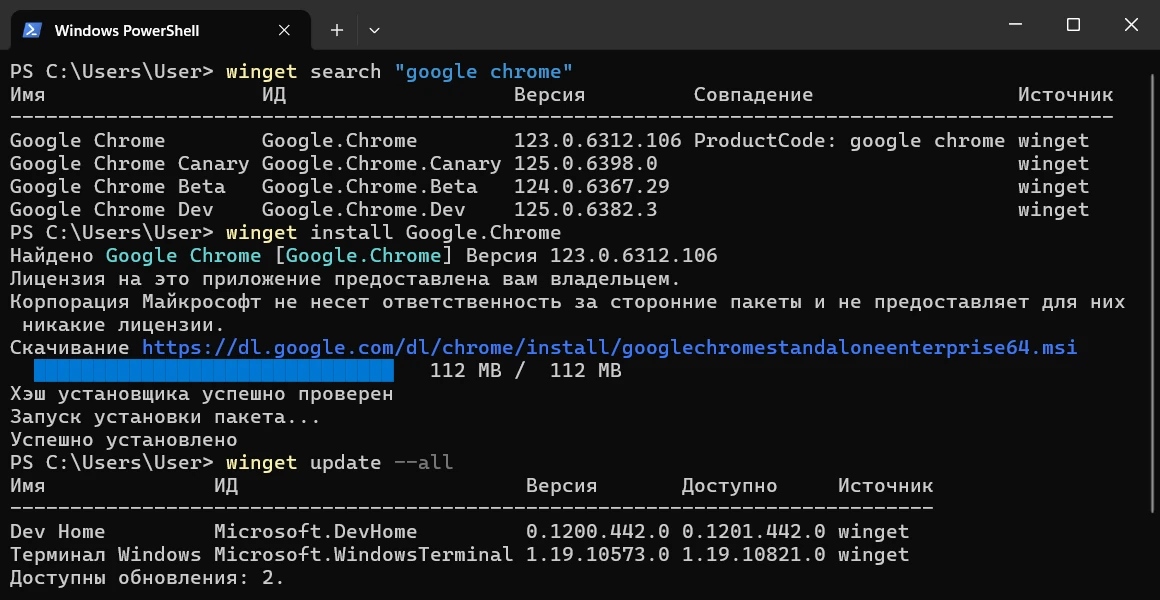 Windows PowerShell
PS C:\Users\User> winget search "google chrome"
Имя ИД Версия Совпадение Источник
--------------------------------------------------------------------------------------------
Google Chrome Google.Chrome 123.0.6312.106 ProductCode: google chrome winget
Google Chrome Canary Google.Chrome.Canary 125.0.6398.0 winget
Google Chrome Beta Google.Chrome.Beta 124.0.6367.29 winget
Google Chrome Dev Google.Chrome.Dev 125.0.6382.3 winget
PS C:\Users\User> winget install Google.Chrome
Найдено Google Chrome [Google.Chrome] Версия 123.0.6312.106
Лицензия на это приложение предоставлена вам владельцем.
Корпорация Майкрософт не несет ответственность за сторонние пакеты и не предоставляет для них
никакие лицензии.
Скачивание https://dl.google.com/dl/chrome/install/googlechromestandaloneenterprise64.msi
112 MB / 112 MB
Хэш установщика успешно проверен
Запуск установки пакета...
Успешно установлено
PS C:\Users\User> winget update --all
Имя ИД Версия Доступно Источник
-----------------------------------------------------------------------------
Dev Home Microsoft.DevHome 0.1200.442.0 0.1201.442.0 winget
Терминал Windows Microsoft.WindowsTerminal 1.19.10573.0 1.19.10821.0 winget
Доступны обновления: 2.